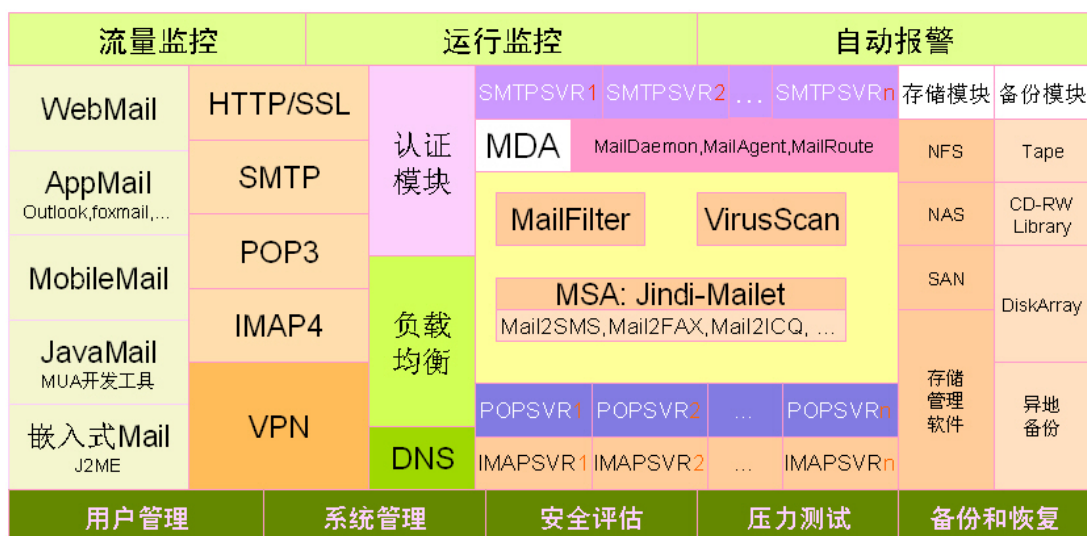 流量监控
运行监控
自动报警
WebMail
AppMail
Outlook,foxmail,...
MobileMail
JavaMail
MUA开发工具
嵌入式Mail
J2ME
HTTP/SSL
SMTP
POP3
IMAP4
VPN
认证
模块
负载
均衡
DNS
SMTPSVR1 SMTPSVR2 ... SMTPSVRn
MDA
MailDaemon,MailAgent,MailRoute
MailFilter
VirusScan
MSA: Jindi-Mailet
Mail2SMS,Mail2FAX,Mail2ICQ, ...
POPSVR1 POPSVR2 ... POPSVRn
IMAPSVR1 IMAPSVR2 ... IMAPSVRn
存储模块
NFS
NAS
SAN
存储
管理
软件
备份模块
Tape
CD-RW
Library
DiskArray
异地
备份
用户管理
系统管理
安全评估
压力测试
备份和恢复